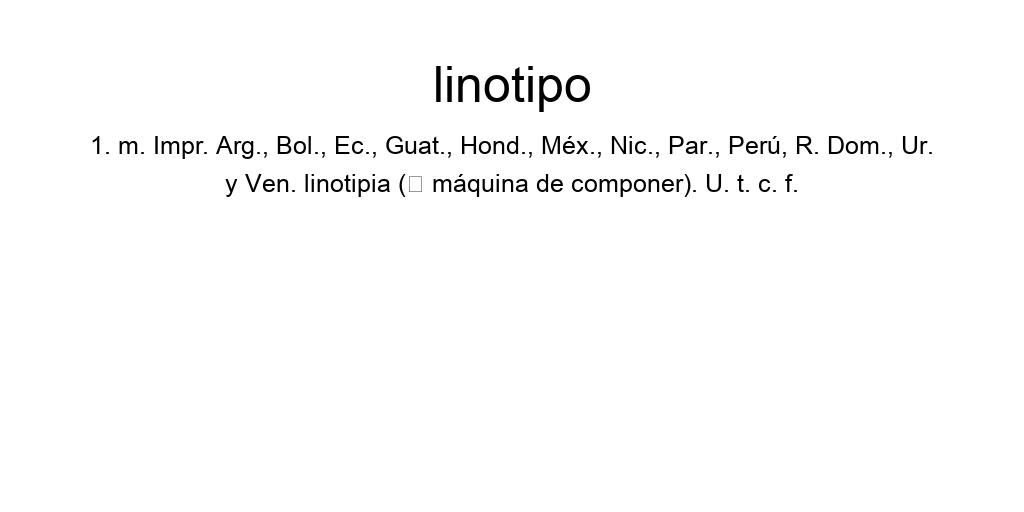 linotipo
1. m. Impr. Arg., Bol., Ec., Guat., Hond., Méx., Nic., Par., Perú, R. Dom., Ur.
y Ven. linotipia (□ máquina de componer). U. t. c. f.